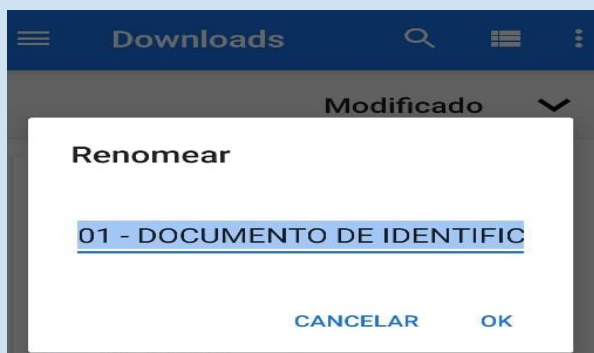 Downloads
Modificado
Renomear
01 - DOCUMENTO DE IDENTIFIC
CANCELAR OK